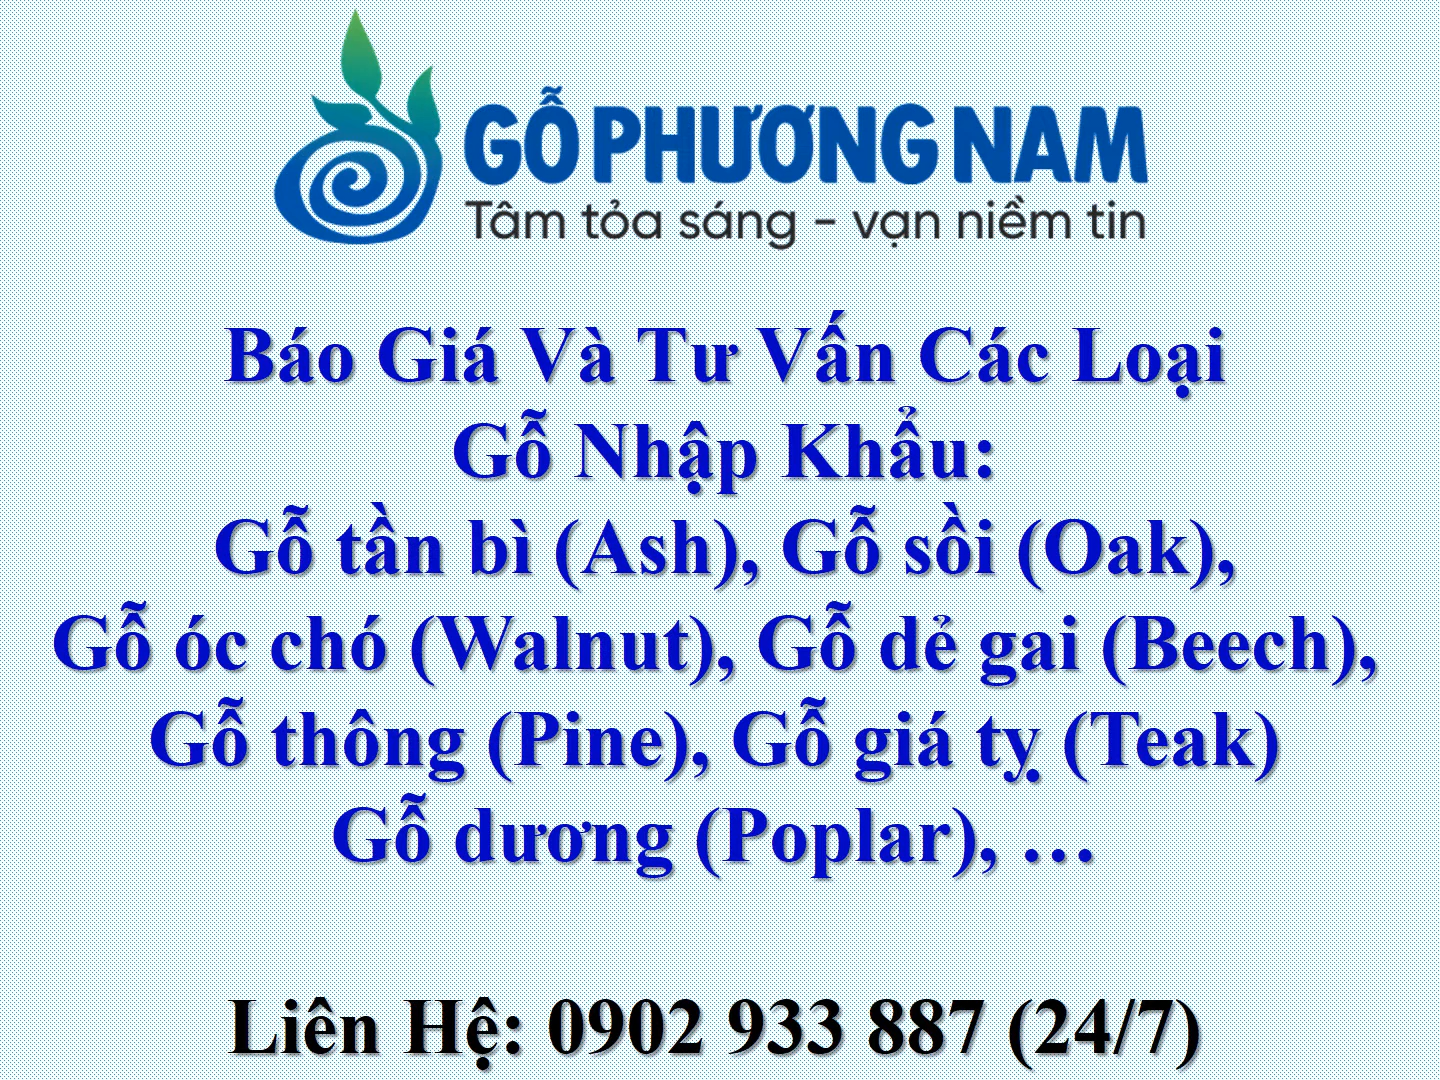 GỖ PHƯƠNG NAM
Tâm tỏa sáng - vạn niềm tin
Báo Giá Và Tư Vấn Các Loại
Gỗ Nhập Khẩu:
Gỗ tần bì (Ash), Gỗ sồi (Oak),
Gỗ óc chó (Walnut), Gỗ dẻ gai (Beech),
Gỗ thông (Pine), Gỗ giá tỵ (Teak)
Gỗ dương (Poplar), …
Liên Hệ: 0902 933 887 (24/7)